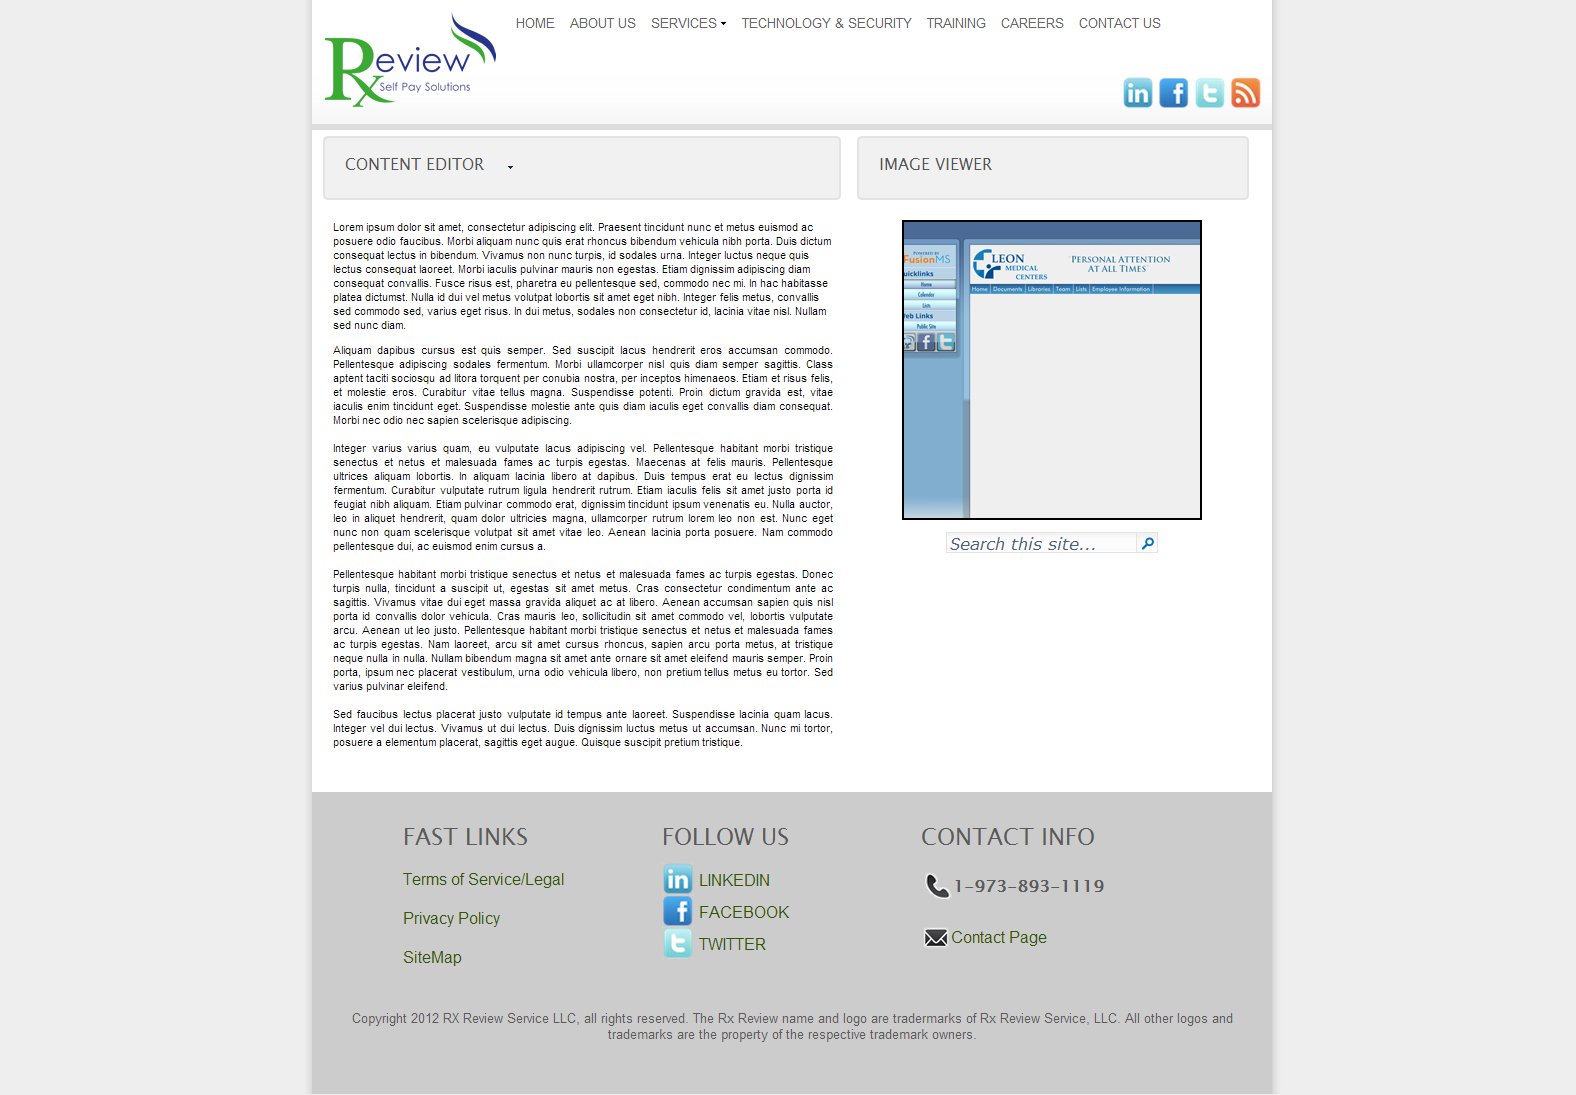 Rx Review
Self Pay Solutions
HOME ABOUT US SERVICES TECHNOLOGY & SECURITY TRAINING CAREERS CONTACT US
CONTENT EDITOR
IMAGE VIEWER
Lorem ipsum dolor sit amet, consectetur adipiscing elit. Praesent tincidunt nunc et metus euismod ac
posuere odio faucibus. Morbi aliquam nunc quis erat rhoncus bibendum vehicula nibh porta. Duis dictum
consequat lectus in bibendum. Vivamus non nunc turpis, id sodales urna. Integer luctus neque quis
lectus consequat laoreet. Morbi iaculis pulvinar mauris non egestas. Etiam dignissim adipiscing diam
consequat convallis. Fusce risus est, pharetra eu pellentesque sed, commodo nec mi. In hac habitasse
platea dictumst. Nulla id dui vel metus volutpat lobortis sit amet eget nibh. Integer felis metus, convallis
sed commodo sed, varius eget risus. In dui metus, sodales non consectetur id, lacinia vitae nisl. Nullam
sed nunc diam.
Aliquam dapibus cursus est quis semper. Sed suscipit lacus hendrerit eros accumsan commodo.
Pellentesque adipiscing sodales fermentum. Morbi ullamcorper nisl quis diam semper sagittis. Class
aptent taciti sociosqu ad litora torquent per conubia nostra, per inceptos himenaeos. Etiam et risus felis,
et molestie eros. Curabitur vitae tellus magna. Suspendisse potenti. Proin dictum gravida est, vitae
iaculis enim tincidunt eget. Suspendisse molestie ante quis diam iaculis eget convallis diam consequat.
Morbi nec odio nec sapien scelerisque adipiscing.
Integer varius varius quam, eu vulputate lacus adipiscing vel. Pellentesque habitant morbi tristique
senectus et netus et malesuada fames ac turpis egestas. Maecenas at felis mauris. Pellentesque
ultrices aliquam lobortis. In aliquam lacinia libero at dapibus. Duis tempus erat eu lectus dignissim
fermentum. Curabitur vulputate rutrum ligula hendrerit rutrum. Etiam iaculis felis sit amet justo porta id
feugiat nibh aliquam. Etiam pulvinar commodo erat, dignissim tincidunt ipsum venenatis eu. Nulla auctor,
leo in aliquet hendrerit, quam dolor ultricies magna, ullamcorper rutrum lorem leo non est. Nunc eget
nunc non quam scelerisque volutpat sit amet vitae leo. Aenean lacinia porta posuere. Nam commodo
pellentesque dui, ac euismod enim cursus a.
Pellentesque habitant morbi tristique senectus et netus et malesuada fames ac turpis egestas. Donec
turpis nulla, tincidunt a suscipit ut, egestas sit amet metus. Cras consectetur condimentum ante ac
sagittis. Vivamus vitae dui eget massa gravida aliquet ac at libero. Aenean accumsan sapien quis nisl
porta id convallis dolor vehicula. Cras mauris leo, sollicitudin sit amet commodo vel, lobortis vulputate
arcu. Aenean ut leo justo. Pellentesque habitant morbi tristique senectus et netus et malesuada fames
ac turpis egestas. Nam laoreet, arcu sit amet cursus rhoncus, sapien arcu porta metus, at tristique
neque nulla in nulla. Nullam bibendum magna sit amet ante ornare sit amet eleifend mauris semper. Proin
porta, ipsum nec placerat vestibulum, urna odio vehicula libero, non pretium tellus metus eu tortor. Sed
varius pulvinar eleifend.
Sed faucibus lectus placerat justo vulputate id tempus ante laoreet. Suspendisse lacinia quam lacus.
Integer vel dui lectus. Vivamus ut dui lectus. Duis dignissim luctus metus ut accumsan. Nunc mi tortor,
posuere a elementum placerat, sagittis eget augue. Quisque suscipit pretium tristique.
POWERED BY
FusionMS
uicklinks
Home
Calendar
Lists
eb Links
Public Site
LEON
MEDICAL
CENTERS
"PERSONAL ATTENTION
AT ALL TIMES"
Home Documents Libraries Team Lists Employee Information
Search this site...
FAST LINKS
Terms of Service/Legal
Privacy Policy
SiteMap
FOLLOW US
LINKEDIN
FACEBOOK
TWITTER
CONTACT INFO
1-973-893-1119
Contact Page
Copyright 2012 RX Review Service LLC, all rights reserved. The Rx Review name and logo are tradermarks of Rx Review Service, LLC. All other logos and
trademarks are the property of the respective trademark owners.